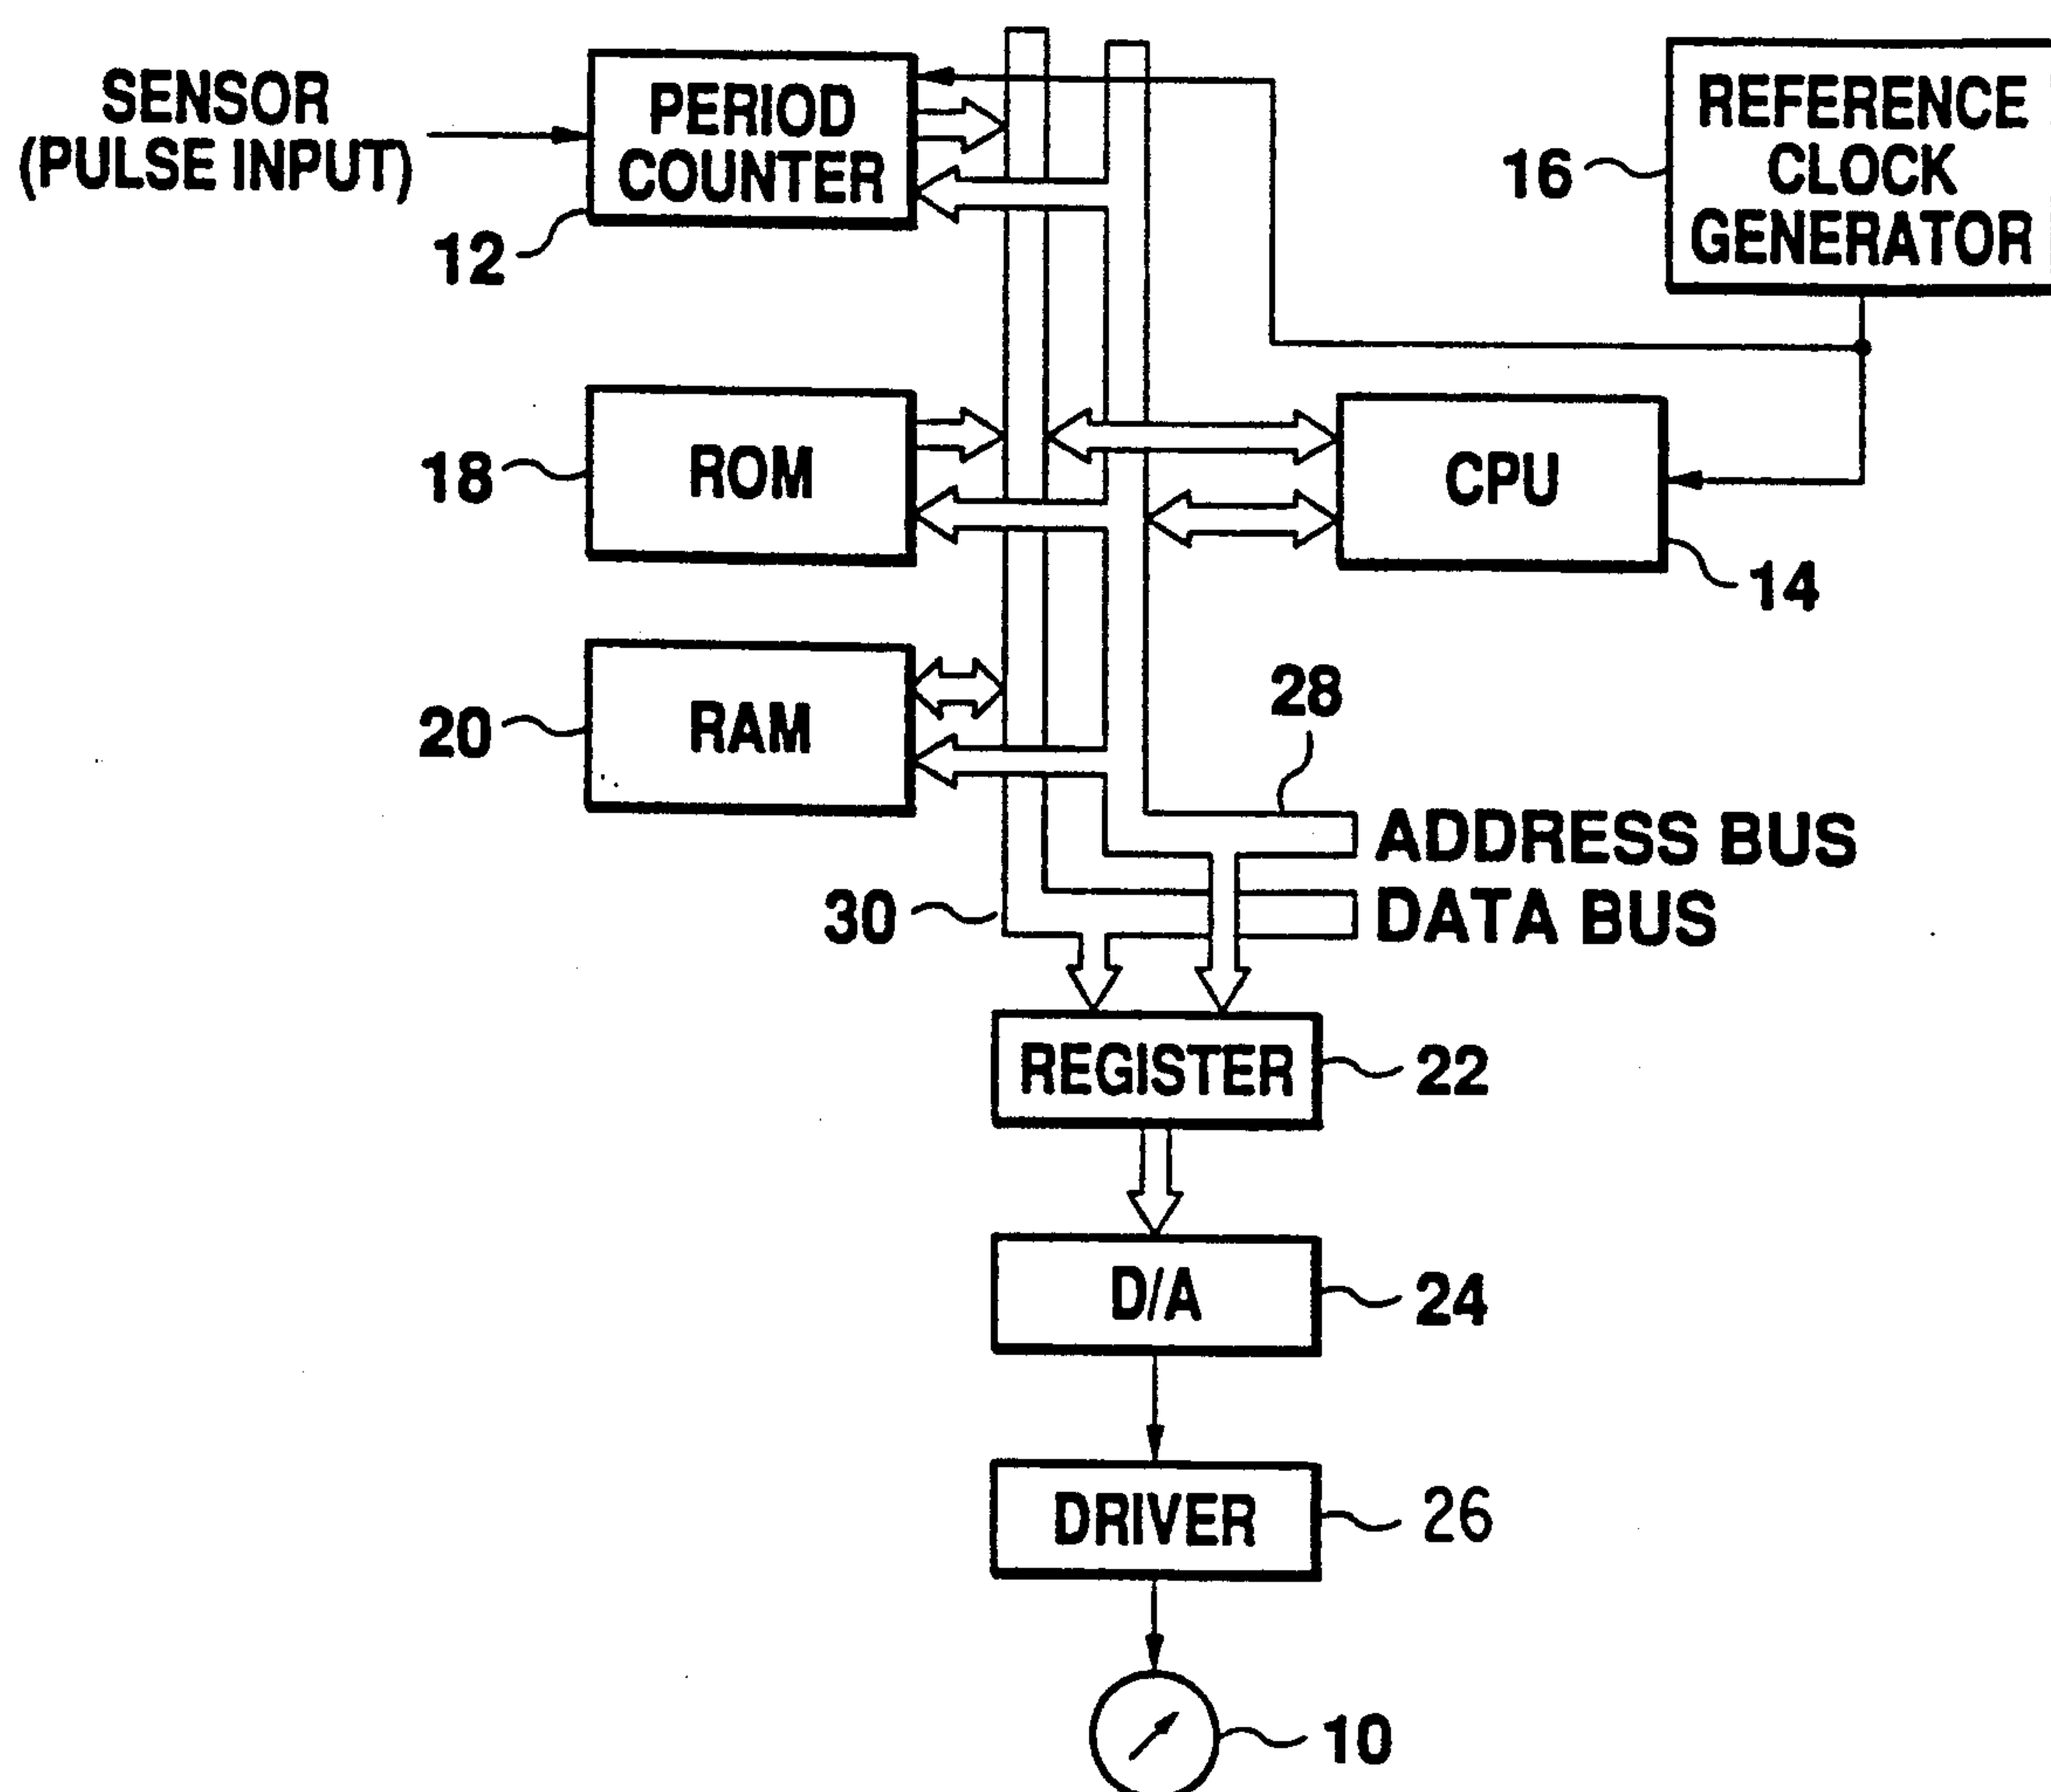 SENSOR
(PULSE INPUT)
PERIOD
COUNTER
12
REFERENCE
CLOCK
GENERATOR
16
ROM
18
CPU
14
RAM
20
28
ADDRESS BUS
DATA BUS
30
REGISTER
22
D/A
24
DRIVER
26
10